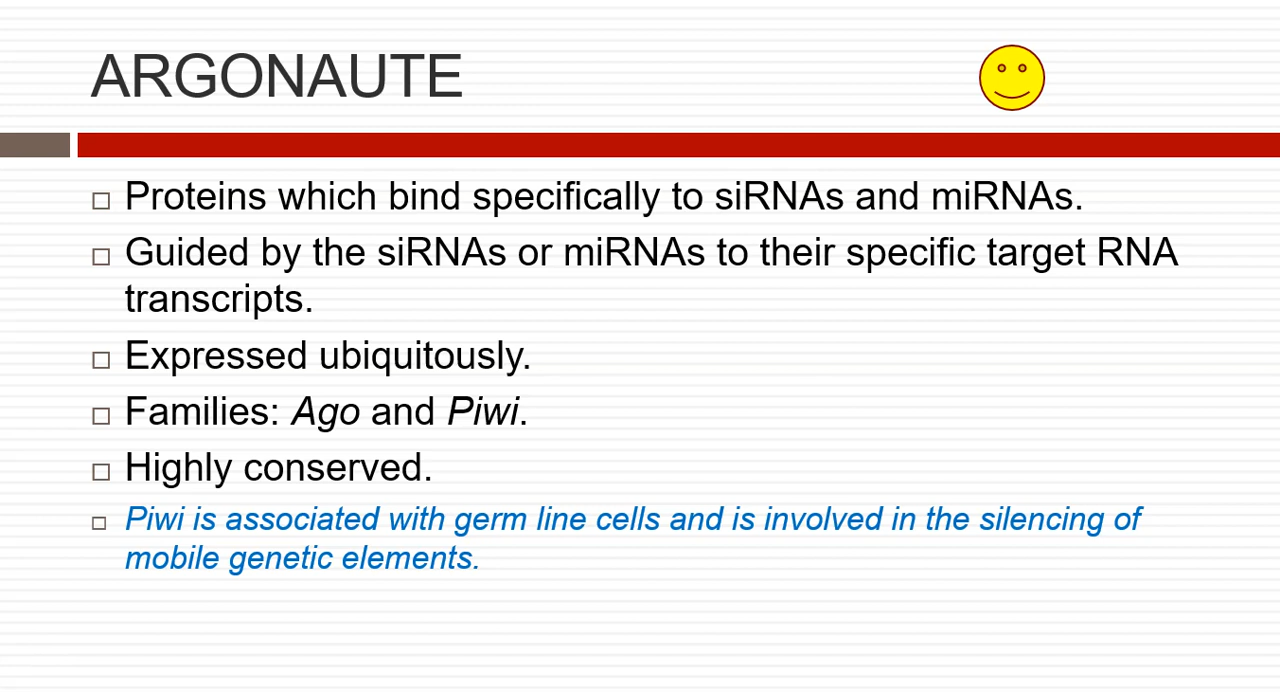 ARGONAUTE
Proteins which bind specifically to siRNAs and miRNAs.
Guided by the siRNAs or miRNAs to their specific target RNA
transcripts.
Expressed ubiquitously.
Families: Ago and Piwi.
Highly conserved.
Piwi is associated with germ line cells and is involved in the silencing of
mobile genetic elements.